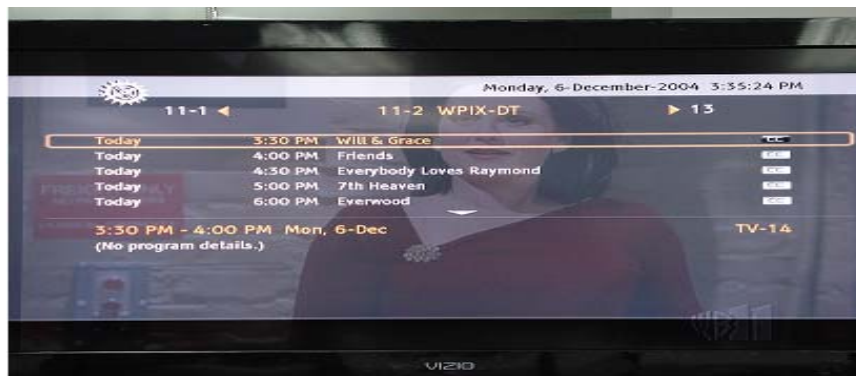 Monday, 6-December-2004 3:35:24 PM
11-1 11-2 WPIX-DT 13
Today 3:30 PM Will & Grace CC
Today 4:00 PM Friends CC
Today 4:30 PM Everybody Loves Raymond CC
Today 5:00 PM 7th Heaven CC
Today 6:00 PM Everwood CC
3:30 PM - 4:00 PM Mon, 6-Dec TV-14
(No program details.)
VIZIO